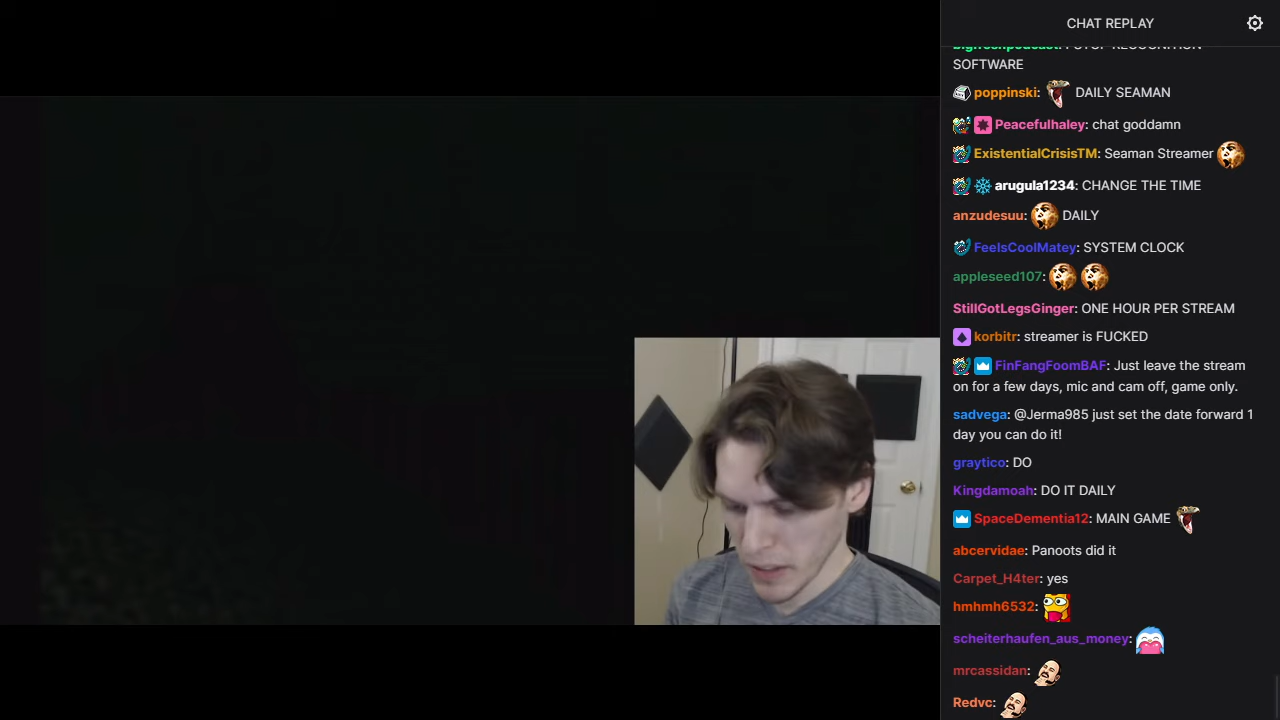 CHAT REPLAY
SOFTWARE
poppinski: DAILY SEAMAN
Peacefulhaley: chat goddamn
ExistentialCrisisTM: Seaman Streamer
arugula1234: CHANGE THE TIME
anzudesuu: DAILY
FeelsCoolMatey: SYSTEM CLOCK
appleseed107:
StillGotLegsGinger: ONE HOUR PER STREAM
korbitr: streamer is FUCKED
FinFangFoomBAF: Just leave the stream
on for a few days, mic and cam off, game only.
sadvega: @Jerma985 just set the date forward 1
day you can do it!
graytico: DO
Kingdamoah: DO IT DAILY
SpaceDementia12: MAIN GAME
abcervidae: Panoots did it
Carpet_H4ter: yes
hmhmh6532:
scheiterhaufen_aus_money:
mrcassidan:
Redvc: